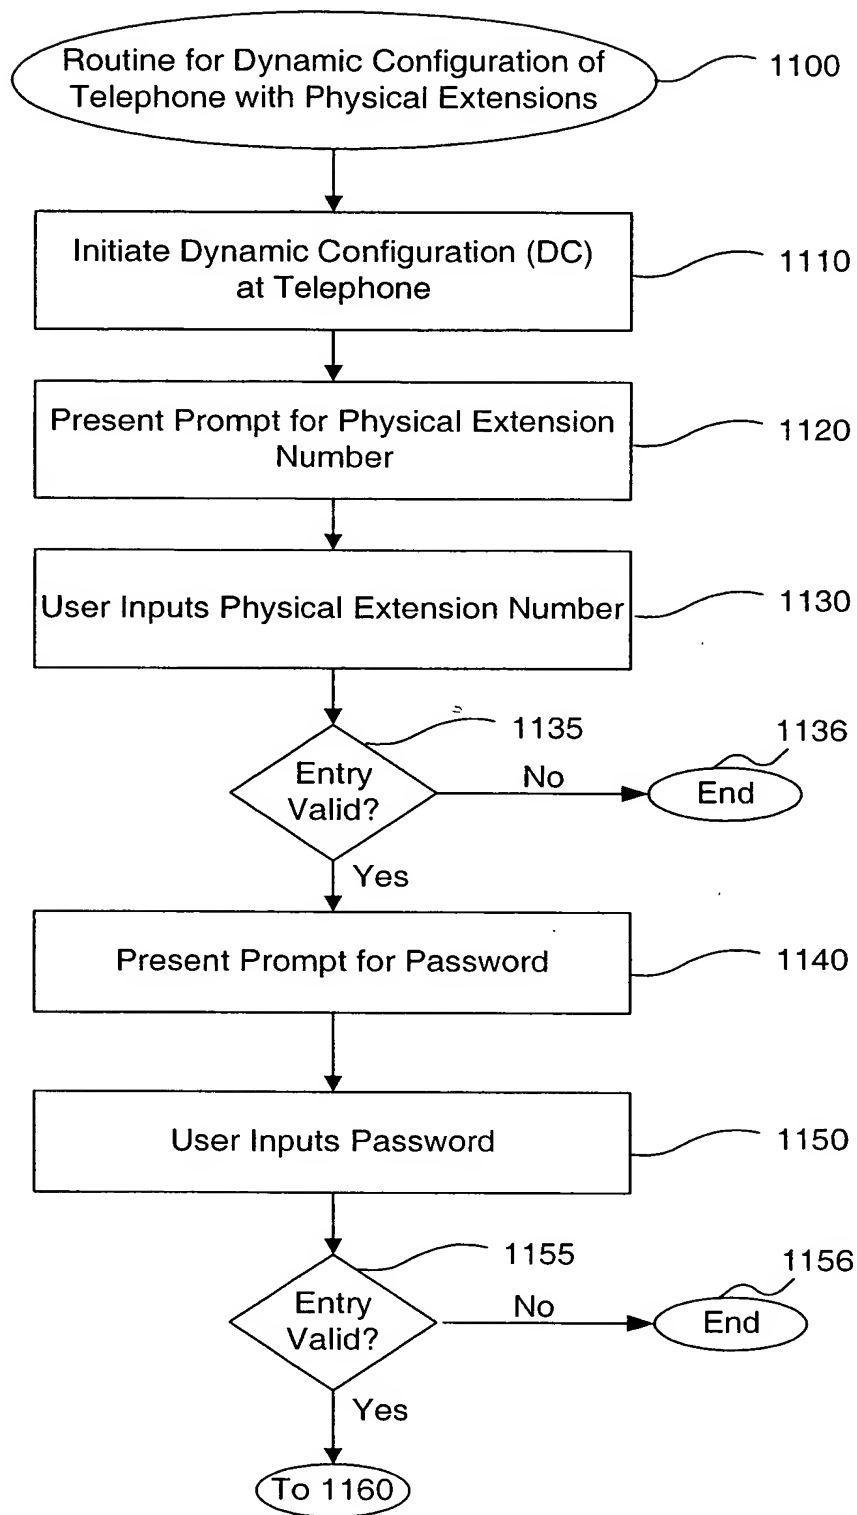 Routine for Dynamic Configuration of
Telephone with Physical Extensions
1100
Initiate Dynamic Configuration (DC)
at Telephone
1110
Present Prompt for Physical Extension
Number
1120
User Inputs Physical Extension Number
1130
1135
1136
Entry
Valid?
No
End
Yes
Present Prompt for Password
1140
User Inputs Password
1150
1155
1156
Entry
Valid?
No
End
Yes
To 1160